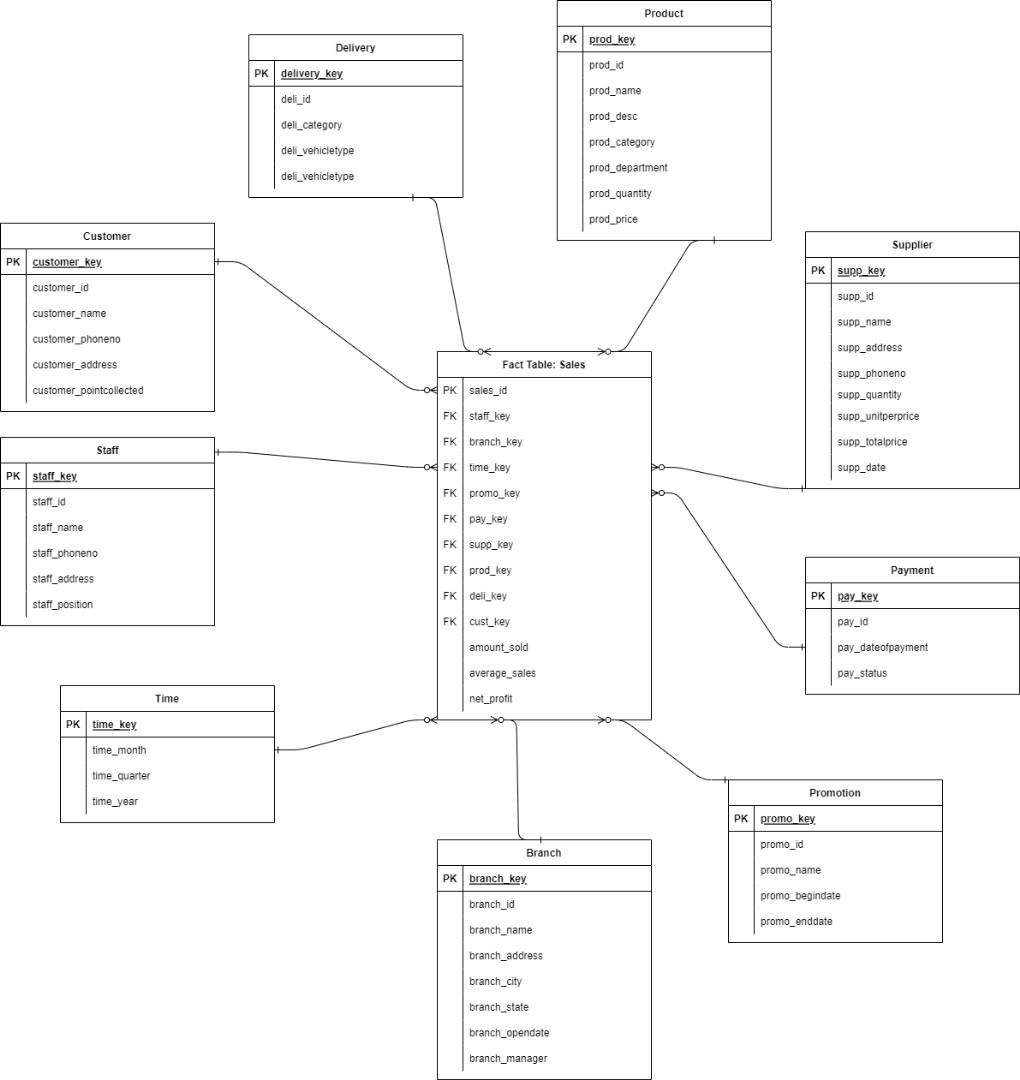 Product
PK prod_key
prod_id
prod_name
prod_desc
prod_category
prod_department
prod_quantity
prod_price
Delivery
PK delivery_key
deli_id
deli_category
deli_vehicletype
deli_vehicletype
Customer
PK customer_key
customer_id
customer_name
customer_phoneno
customer_address
customer_pointcollected
Supplier
PK supp_key
supp_id
supp_name
supp_address
supp_phoneno
supp_quantity
supp_unitperprice
supp_totalprice
supp_date
Fact Table: Sales
PK sales_id
FK staff_key
FK branch_key
FK time_key
FK promo_key
FK pay_key
FK supp_key
FK prod_key
FK deli_key
FK cust_key
amount_sold
average_sales
net_profit
Staff
PK staff_key
staff_id
staff_name
staff_phoneno
staff_address
staff_position
Payment
PK pay_key
pay_id
pay_dateofpayment
pay_status
Time
PK time_key
time_month
time_quarter
time_year
Promotion
PK promo_key
promo_id
promo_name
promo_begindate
promo_enddate
Branch
PK branch_key
branch_id
branch_name
branch_address
branch_city
branch_state
branch_opendate
branch_manager